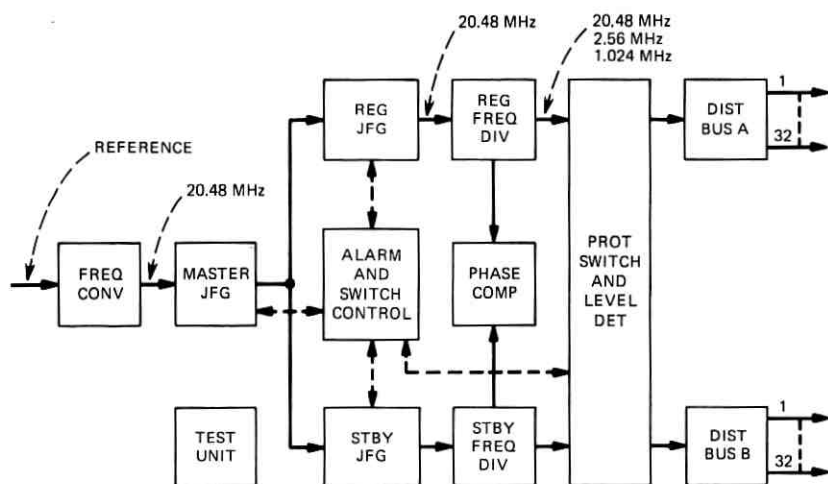 20.48 MHz
20.48 MHz
2.56 MHz
1.024 MHz
REFERENCE
20.48 MHz
FREQ
CONV
MASTER
JFG
REG
JFG
REG
FREQ
DIV
ALARM
AND
SWITCH
CONTROL
PHASE
COMP
PROT
SWITCH
AND
LEVEL
DET
DIST
BUS A
1
32
TEST
UNIT
STBY
JFG
STBY
FREQ
DIV
DIST
BUS B
1
32